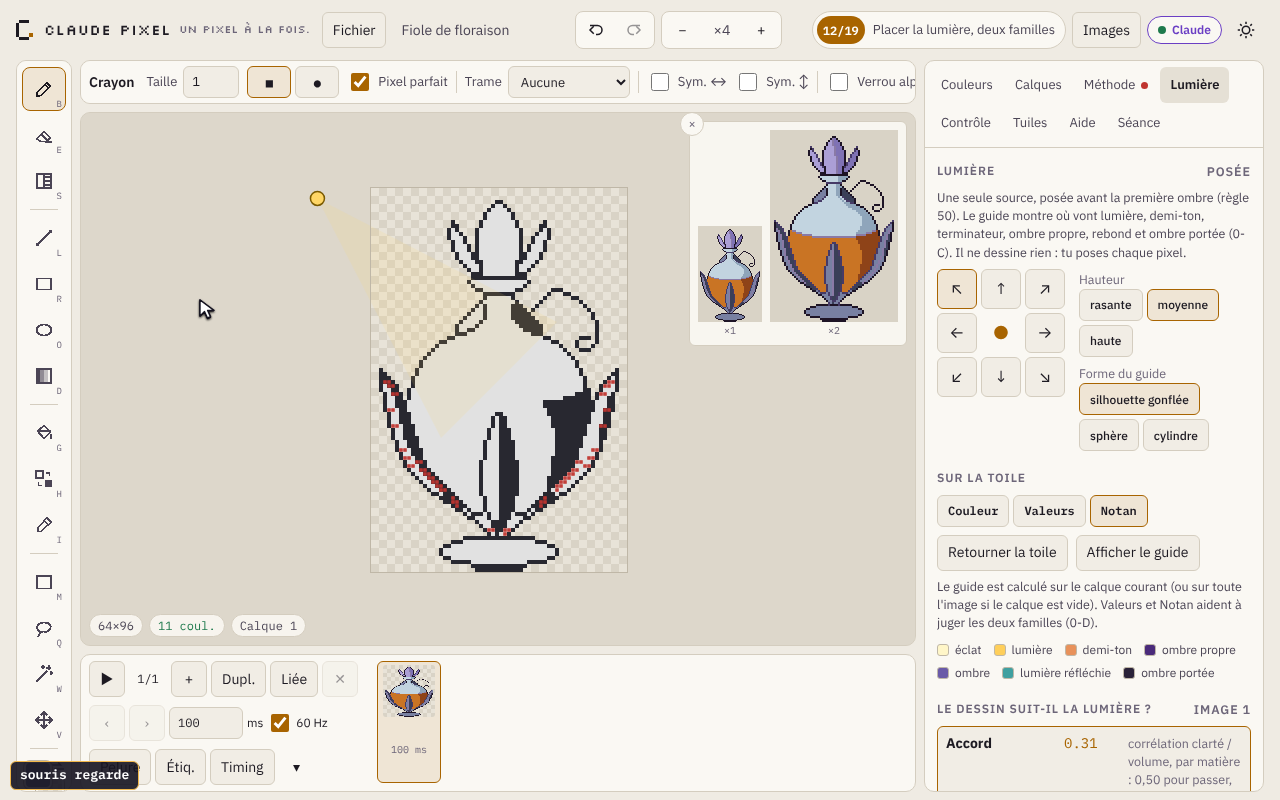 CLAUDE PIXEL UN PIXEL À LA FOIS.
Fichier
Fiole de floraison
− ×4 +
12/19 Placer la lumière, deux familles
Images
Claude
Crayon Taille 1
Pixel parfait
Trame Aucune
Sym. ↔
Sym. ↕
Verrou alp
B
E
S
L
R
O
D
G
H
I
M
Q
W
V
×
×1
×2
64×96
11 coul.
Calque 1
1/1
+
Dupl.
Liée
×
‹
›
100 ms
60 Hz
Étiq.
Timing
▼
100 ms
souris regarde
Couleurs
Calques
Méthode
Lumière
Contrôle
Tuiles
Aide
Séance
LUMIÈRE
POSÉE
Une seule source, posée avant la première ombre (règle
50). Le guide montre où vont lumière, demi-ton,
terminateur, ombre propre, rebond et ombre portée (0-
C). Il ne dessine rien : tu poses chaque pixel.
Hauteur
rasante
moyenne
haute
Forme du guide
silhouette gonflée
sphère
cylindre
SUR LA TOILE
Couleur
Valeurs
Notan
Retourner la toile
Afficher le guide
Le guide est calculé sur le calque courant (ou sur toute
l'image si le calque est vide). Valeurs et Notan aident à
juger les deux familles (0-D).
éclat
lumière
demi-ton
ombre propre
ombre
lumière réfléchie
ombre portée
LE DESSIN SUIT-IL LA LUMIÈRE ?
IMAGE 1
Accord
0.31
corrélation clarté /
volume, par matière
: 0,50 pour passer,